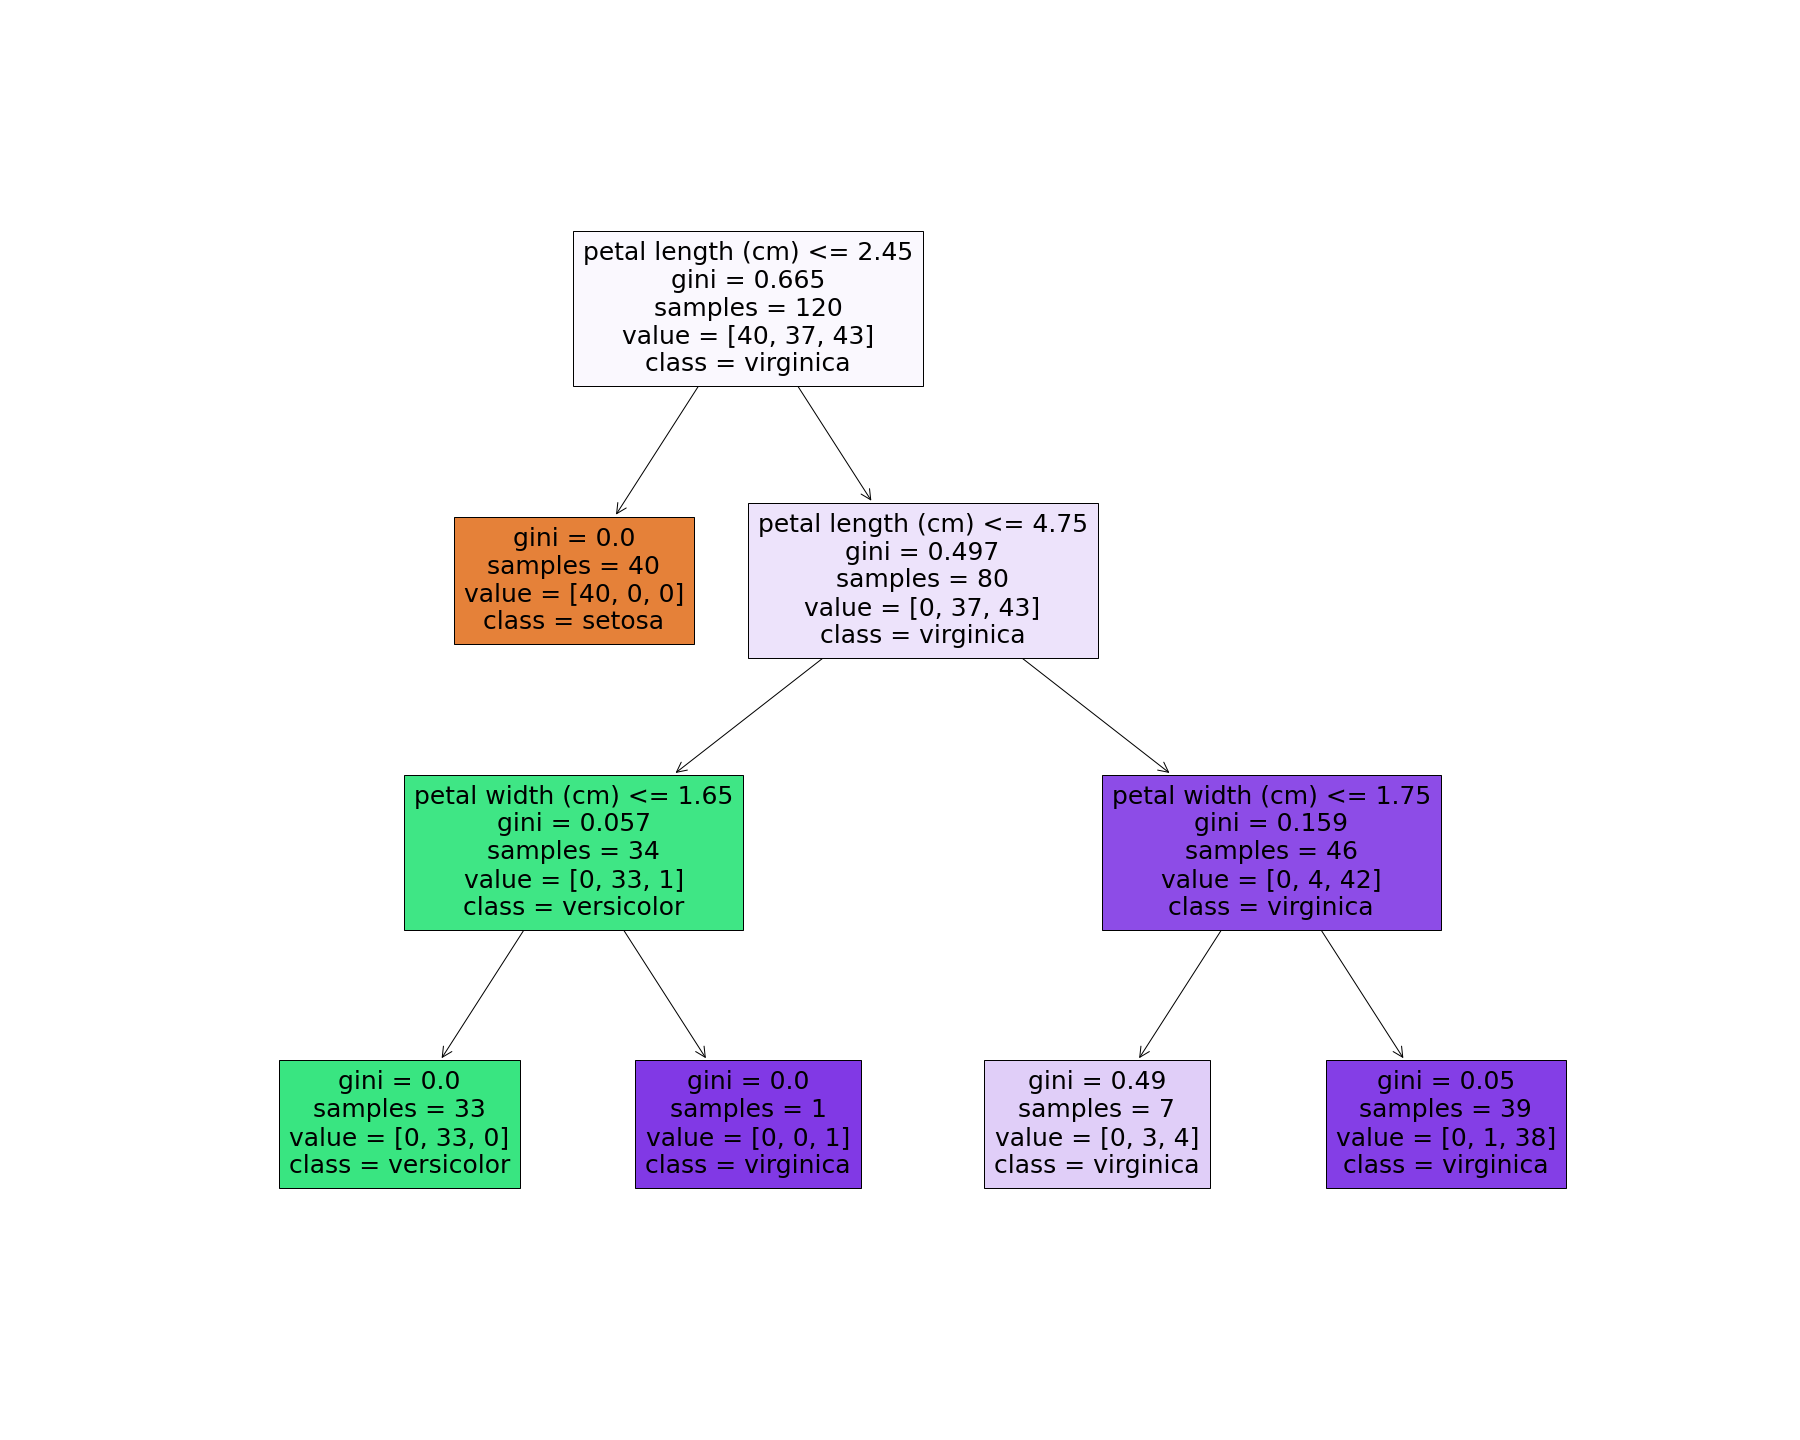 petal length (cm) <= 2.45
gini = 0.665
samples = 120
value = [40, 37, 43]
class = virginica
gini = 0.0
samples = 40
value = [40, 0, 0]
class = setosa
petal length (cm) <= 4.75
gini = 0.497
samples = 80
value = [0, 37, 43]
class = virginica
petal width (cm) <= 1.65
gini = 0.057
samples = 34
value = [0, 33, 1]
class = versicolor
petal width (cm) <= 1.75
gini = 0.159
samples = 46
value = [0, 4, 42]
class = virginica
gini = 0.0
samples = 33
value = [0, 33, 0]
class = versicolor
gini = 0.0
samples = 1
value = [0, 0, 1]
class = virginica
gini = 0.49
samples = 7
value = [0, 3, 4]
class = virginica
gini = 0.05
samples = 39
value = [0, 1, 38]
class = virginica